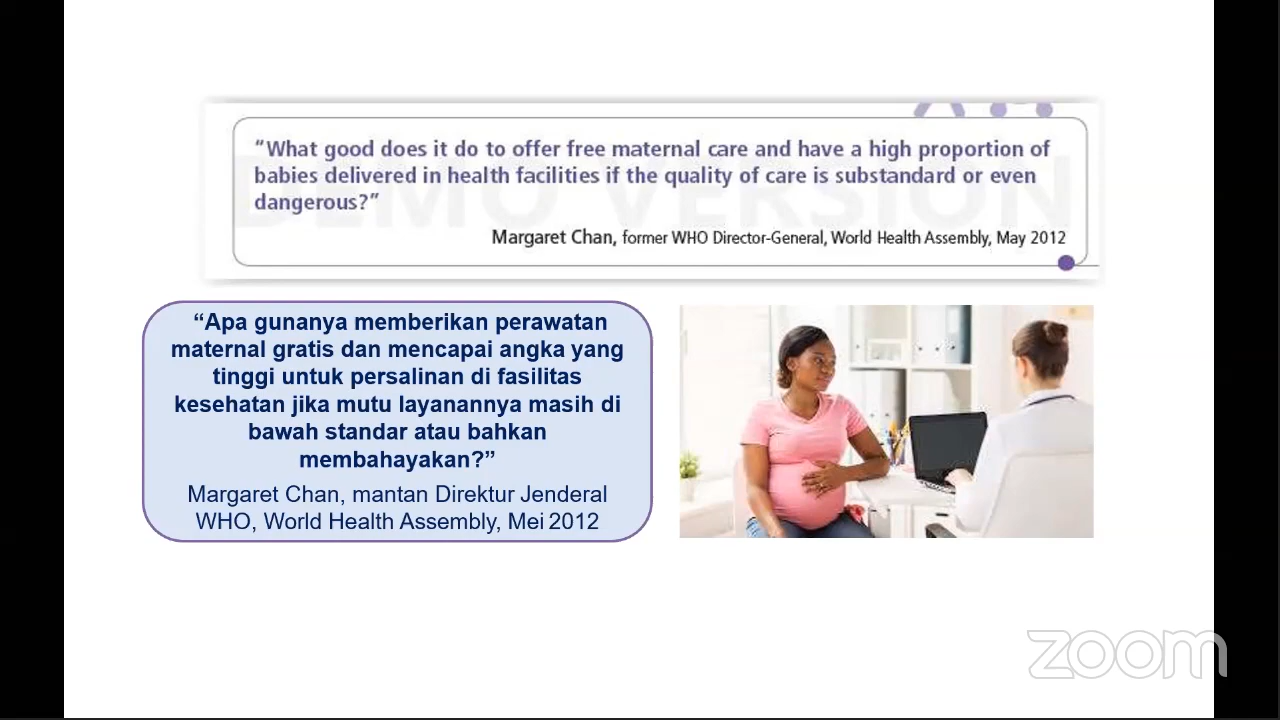 “What good does it do to offer free maternal care and have a high proportion of
babies delivered in health facilities if the quality of care is substandard or even
dangerous?”
Margaret Chan, former WHO Director-General, World Health Assembly, May 2012
DEMO VERSION
“Apa gunanya memberikan perawatan
maternal gratis dan mencapai angka yang
tinggi untuk persalinan di fasilitas
kesehatan jika mutu layanannya masih di
bawah standar atau bahkan
membahayakan?”
Margaret Chan, mantan Direktur Jenderal
WHO, World Health Assembly, Mei 2012
zoom